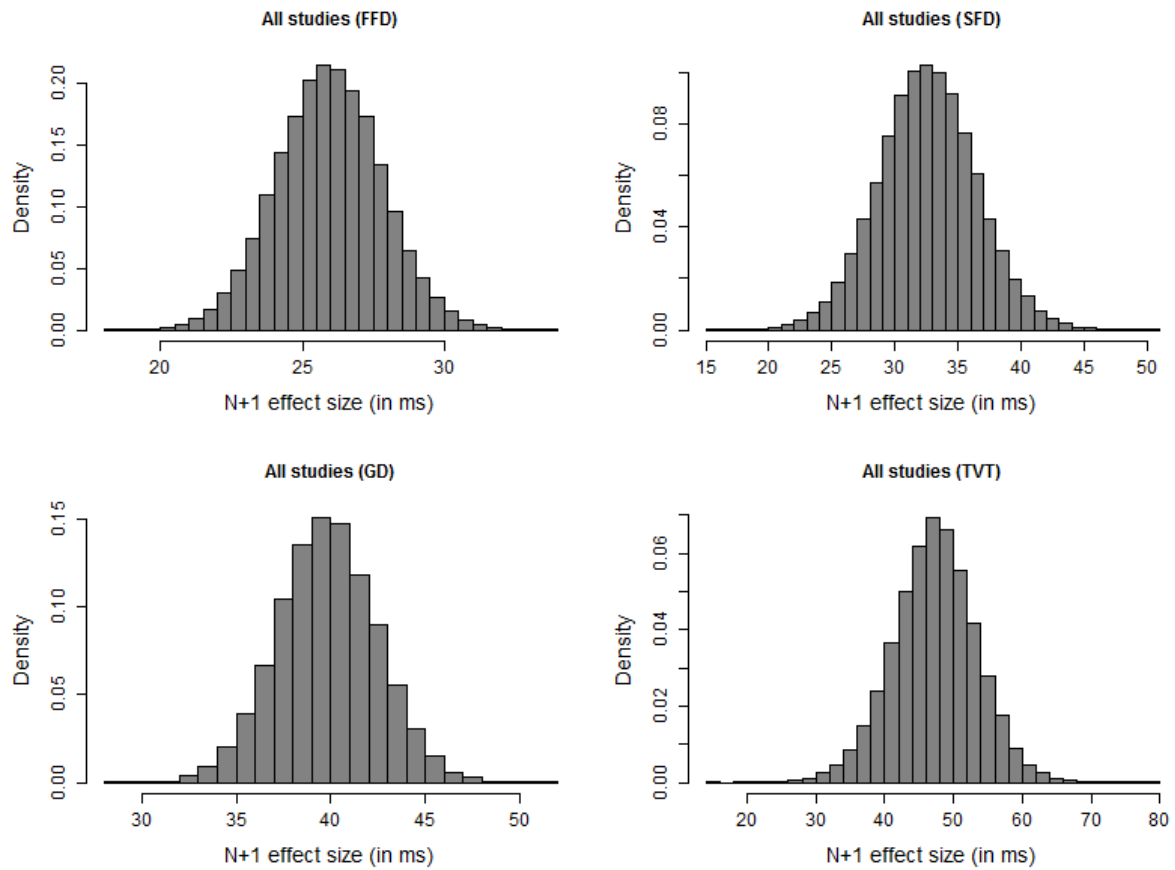 All studies (FFD)
Density
0.00 0.05 0.10 0.15 0.20
20 25 30
N+1 effect size (in ms)
All studies (SFD)
Density
0.00 0.04 0.08
15 20 25 30 35 40 45 50
N+1 effect size (in ms)
All studies (GD)
Density
0.00 0.05 0.10 0.15
30 35 40 45 50
N+1 effect size (in ms)
All studies (TVT)
Density
0.00 0.02 0.04 0.06
20 30 40 50 60 70 80
N+1 effect size (in ms)